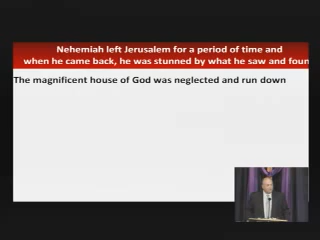 Nehemiah left Jerusalem for a period of time and
when he came back, he was stunned by what he saw and foun
The magnificent house of God was neglected and run down